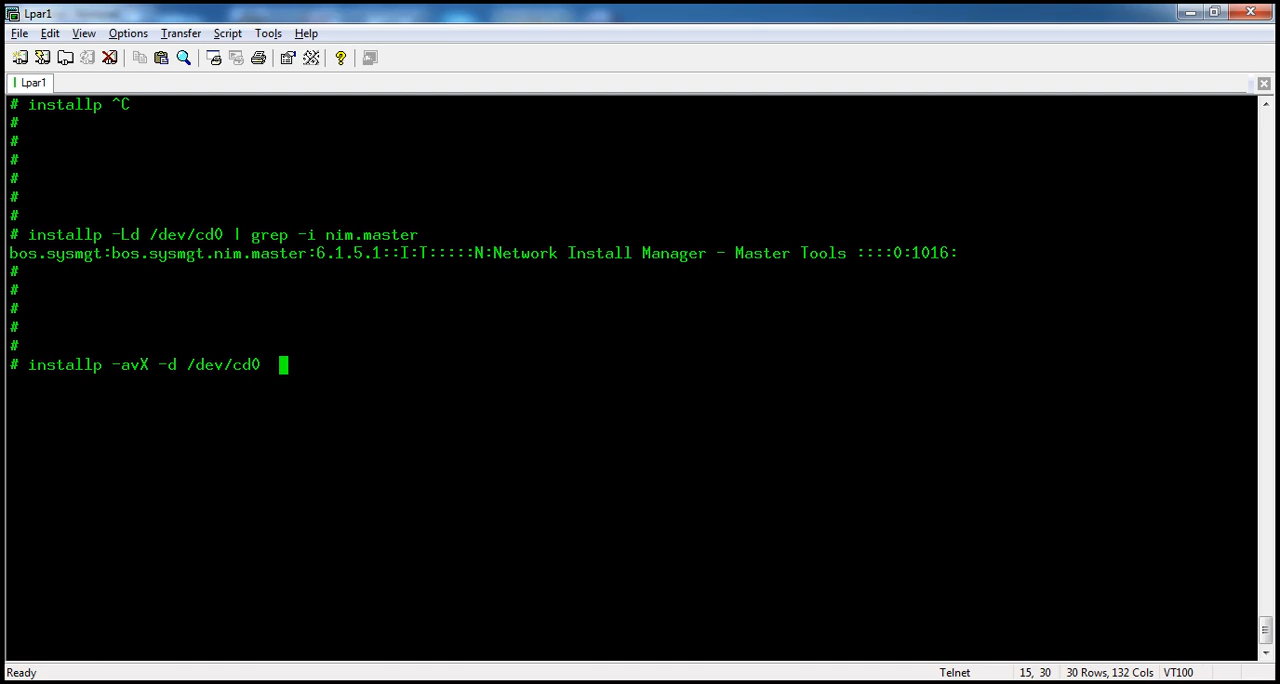 Lpar1
File Edit View Options Transfer Script Tools Help
Lpar1
# installp ^C
#
#
#
#
#
#
# installp -Ld /dev/cd0 | grep -i nim.master
bos.sysmgt:bos.sysmgt.nim.master:6.1.5.1::I:T:::::N:Network Install Manager - Master Tools ::::0:1016:
#
#
#
#
#
# installp -avX -d /dev/cd0
Ready Telnet 15, 30 30 Rows, 132 Cols VT100